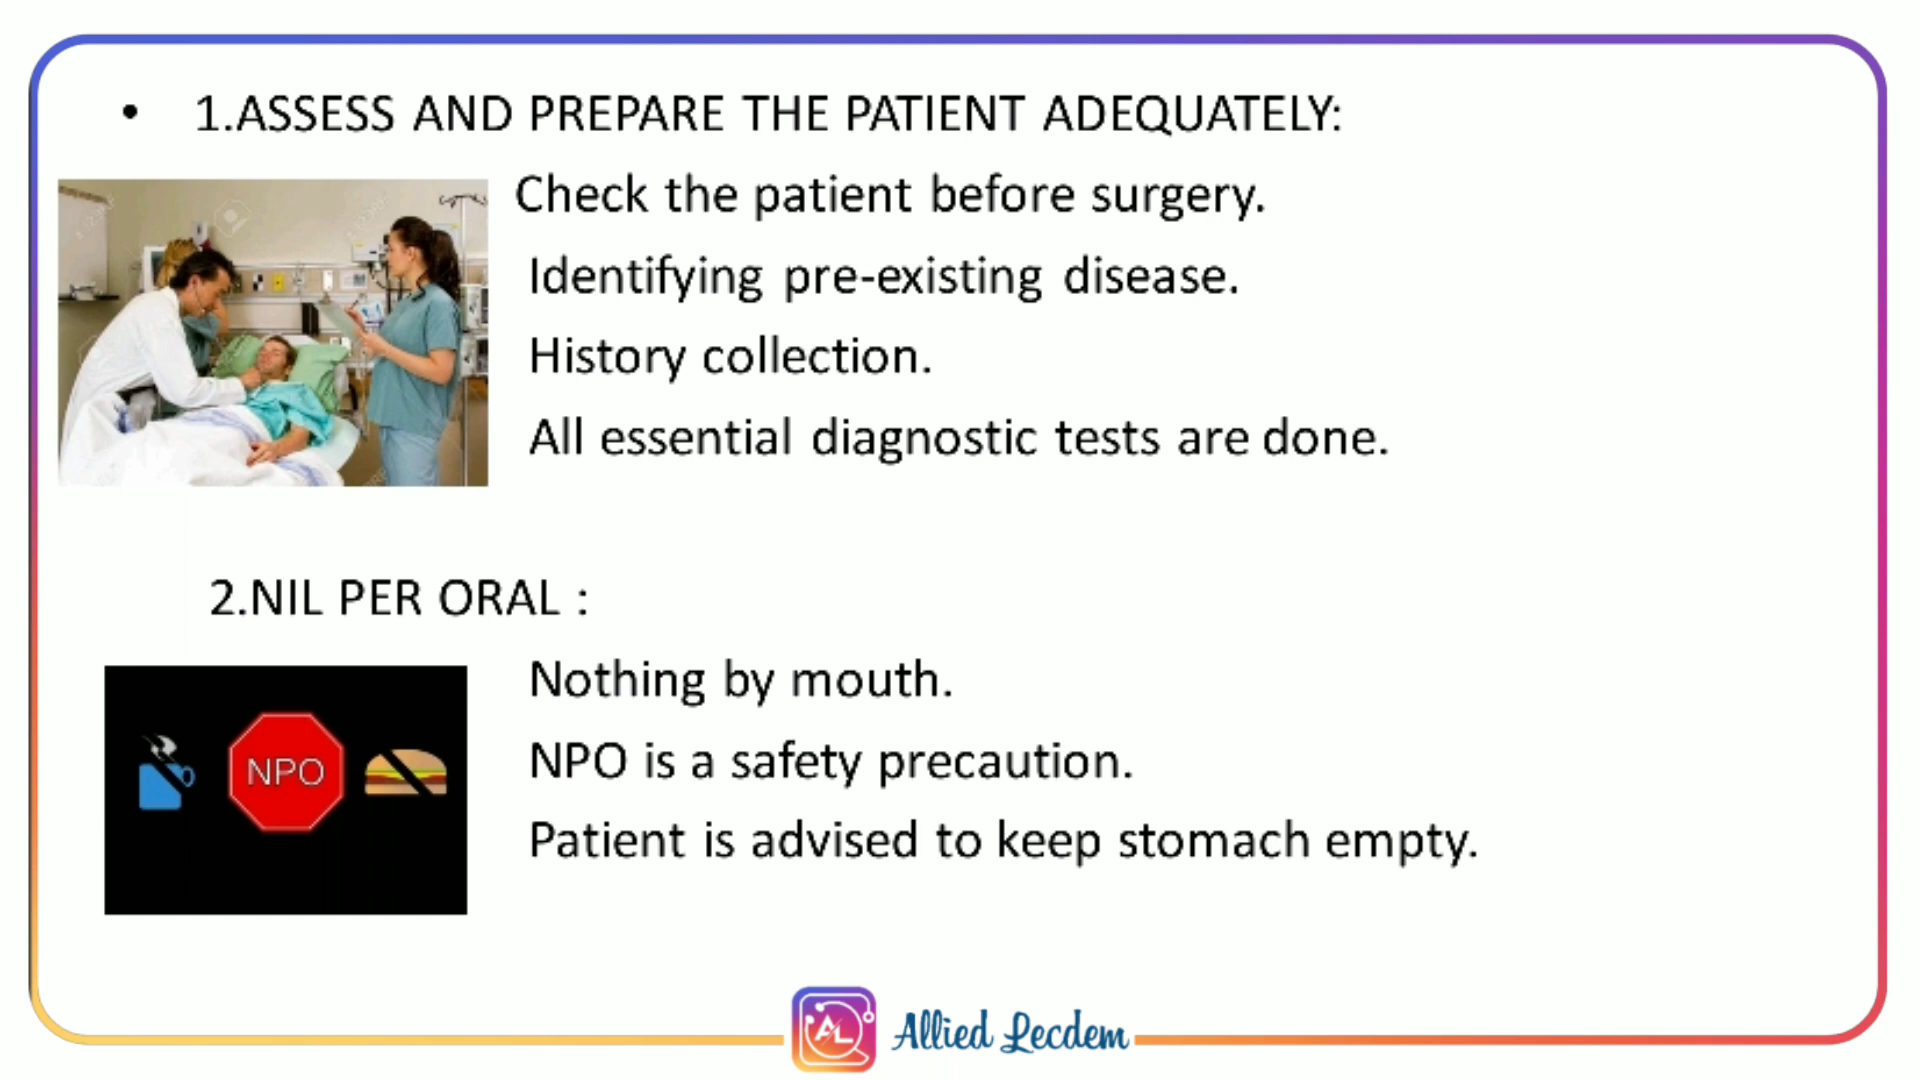 • 1.ASSESS AND PREPARE THE PATIENT ADEQUATELY:
Check the patient before surgery.
Identifying pre-existing disease.
History collection.
All essential diagnostic tests are done.
2.NIL PER ORAL :
Nothing by mouth.
NPO
NPO is a safety precaution.
Patient is advised to keep stomach empty.
AL Allied Lecdem